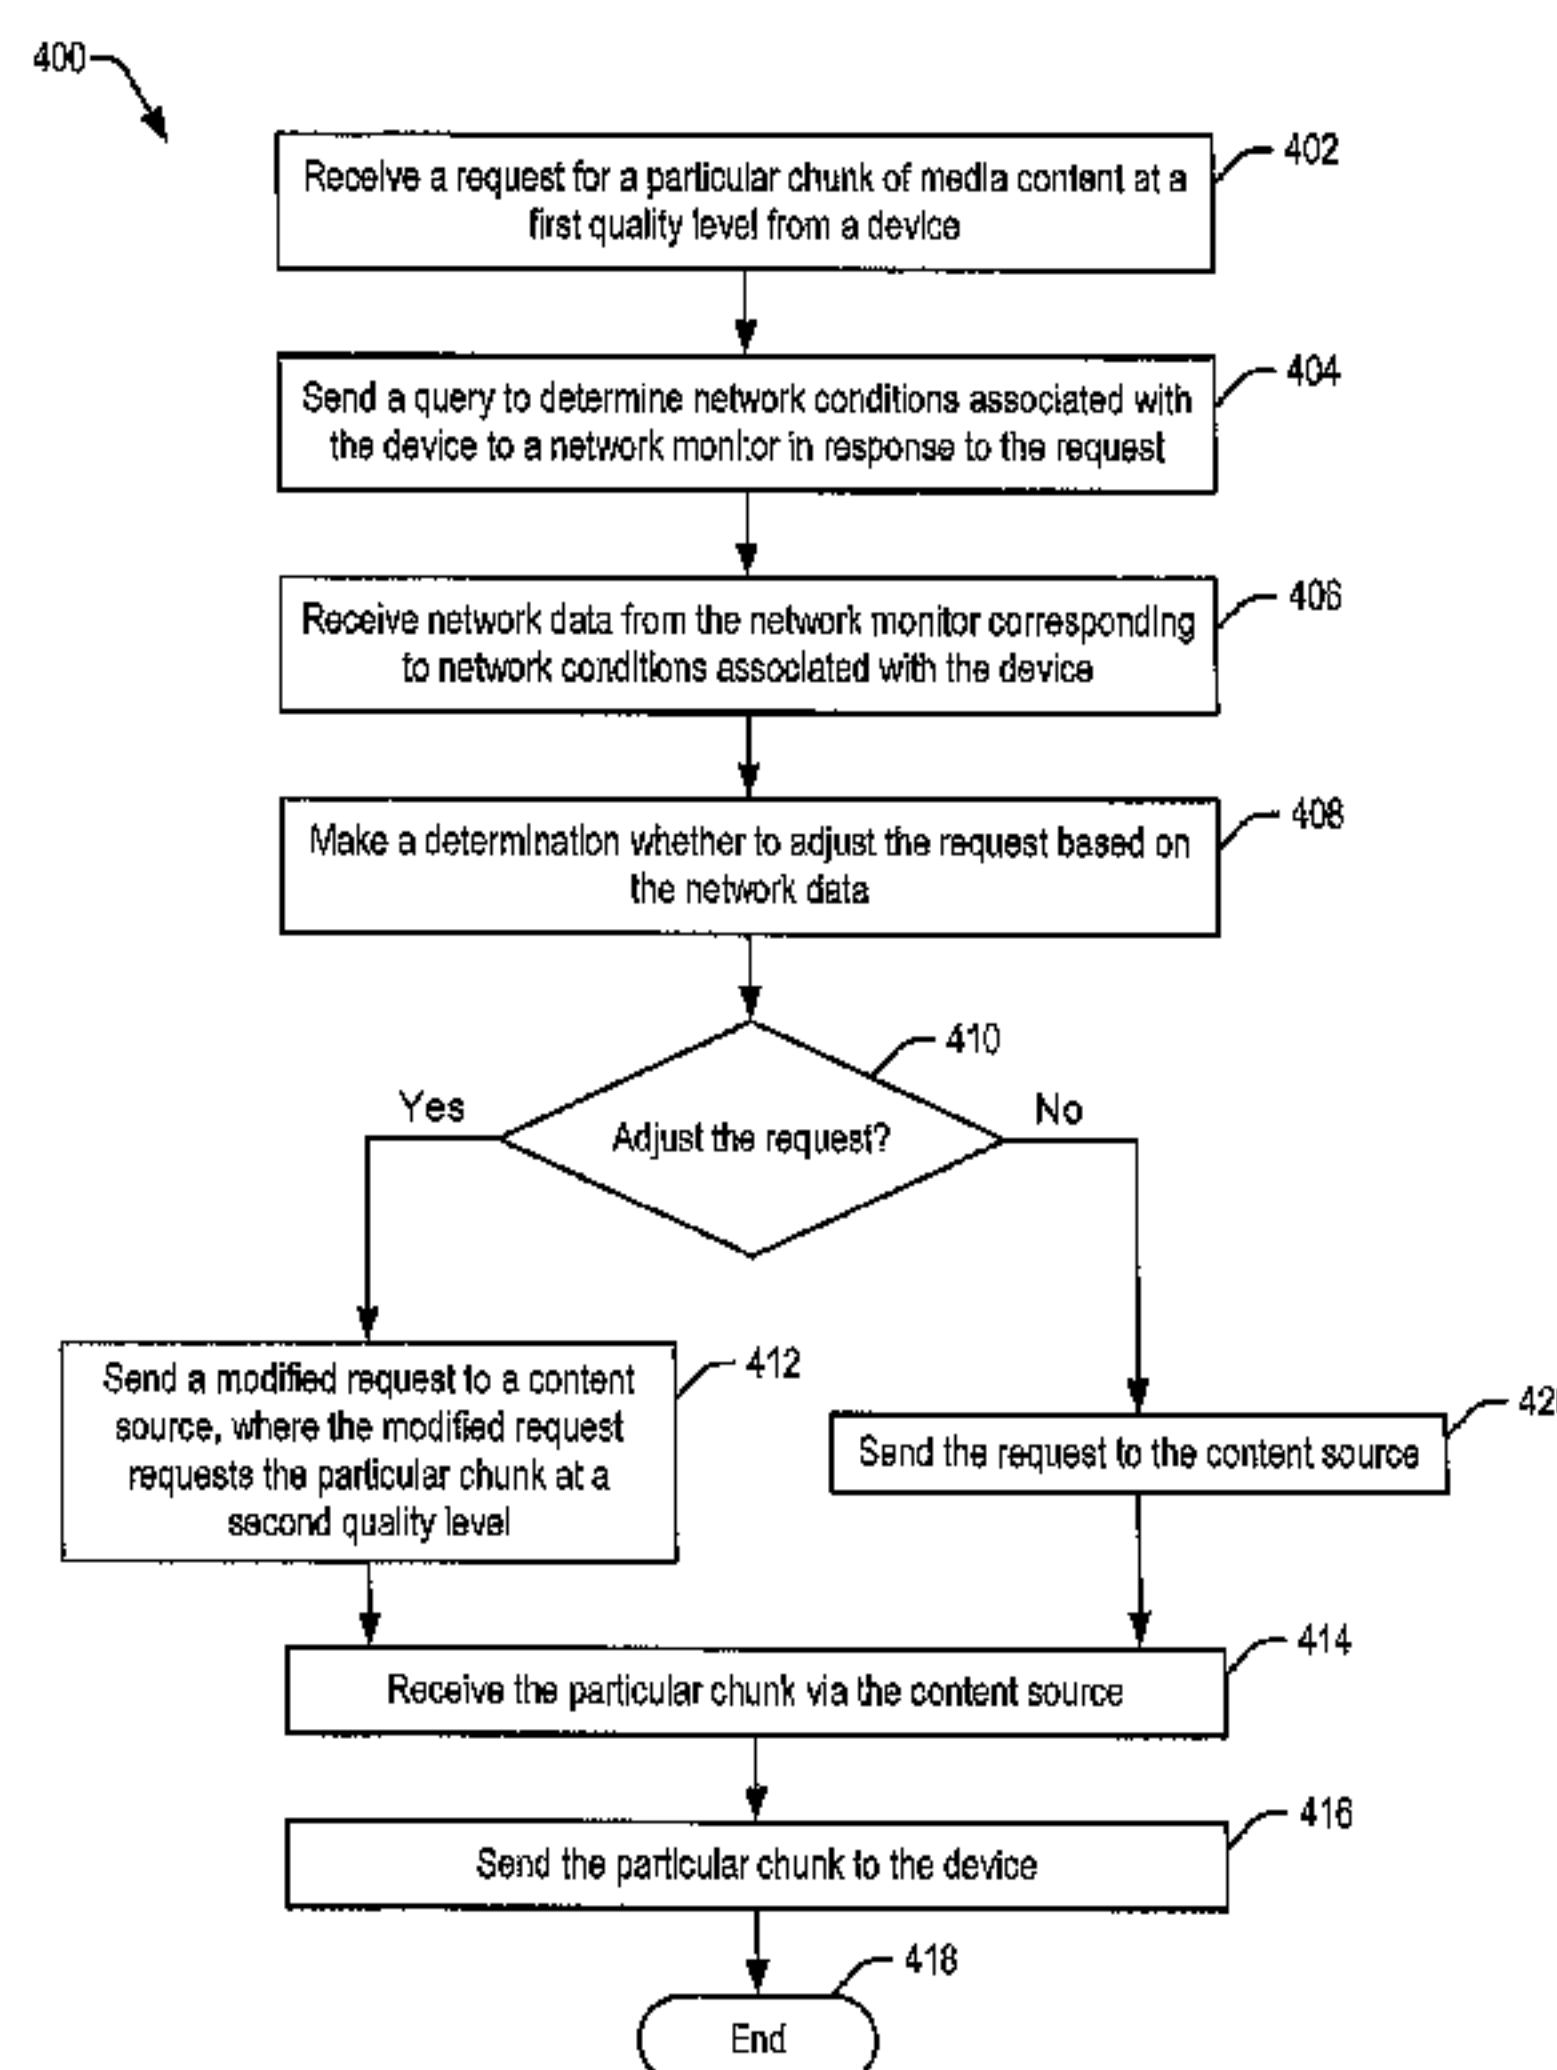 400
Receive a request for a particular chunk of media content at a
first quality level from a device
402
Send a query to determine network conditions associated with
the device to a network monitor in response to the request
404
Receive network data from the network monitor corresponding
to network conditions associated with the device
406
Make a determination whether to adjust the request based on
the network data
408
410
Yes
Adjust the request?
No
Send a modified request to a content
source, where the modified request
requests the particular chunk at a
second quality level
412
Send the request to the content source
Receive the particular chunk via the content source
414
Send the particular chunk to the device
416
418
End